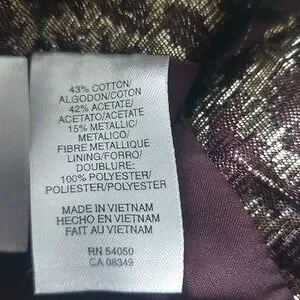 43% COTTON/
ALGODON/COTON
42% ACETATE/
ACETATO/ACETATE
15% METALLIC/
METALICO/
FIBRE METALLIQUE
LINING/FORRO/
DOUBLURE:
100% POLYESTER/
POLIESTER/POLYESTER
MADE IN VIETNAM
HECHO EN VIETNAM
FAIT AU VIETNAM
RN 54050
CA 08349